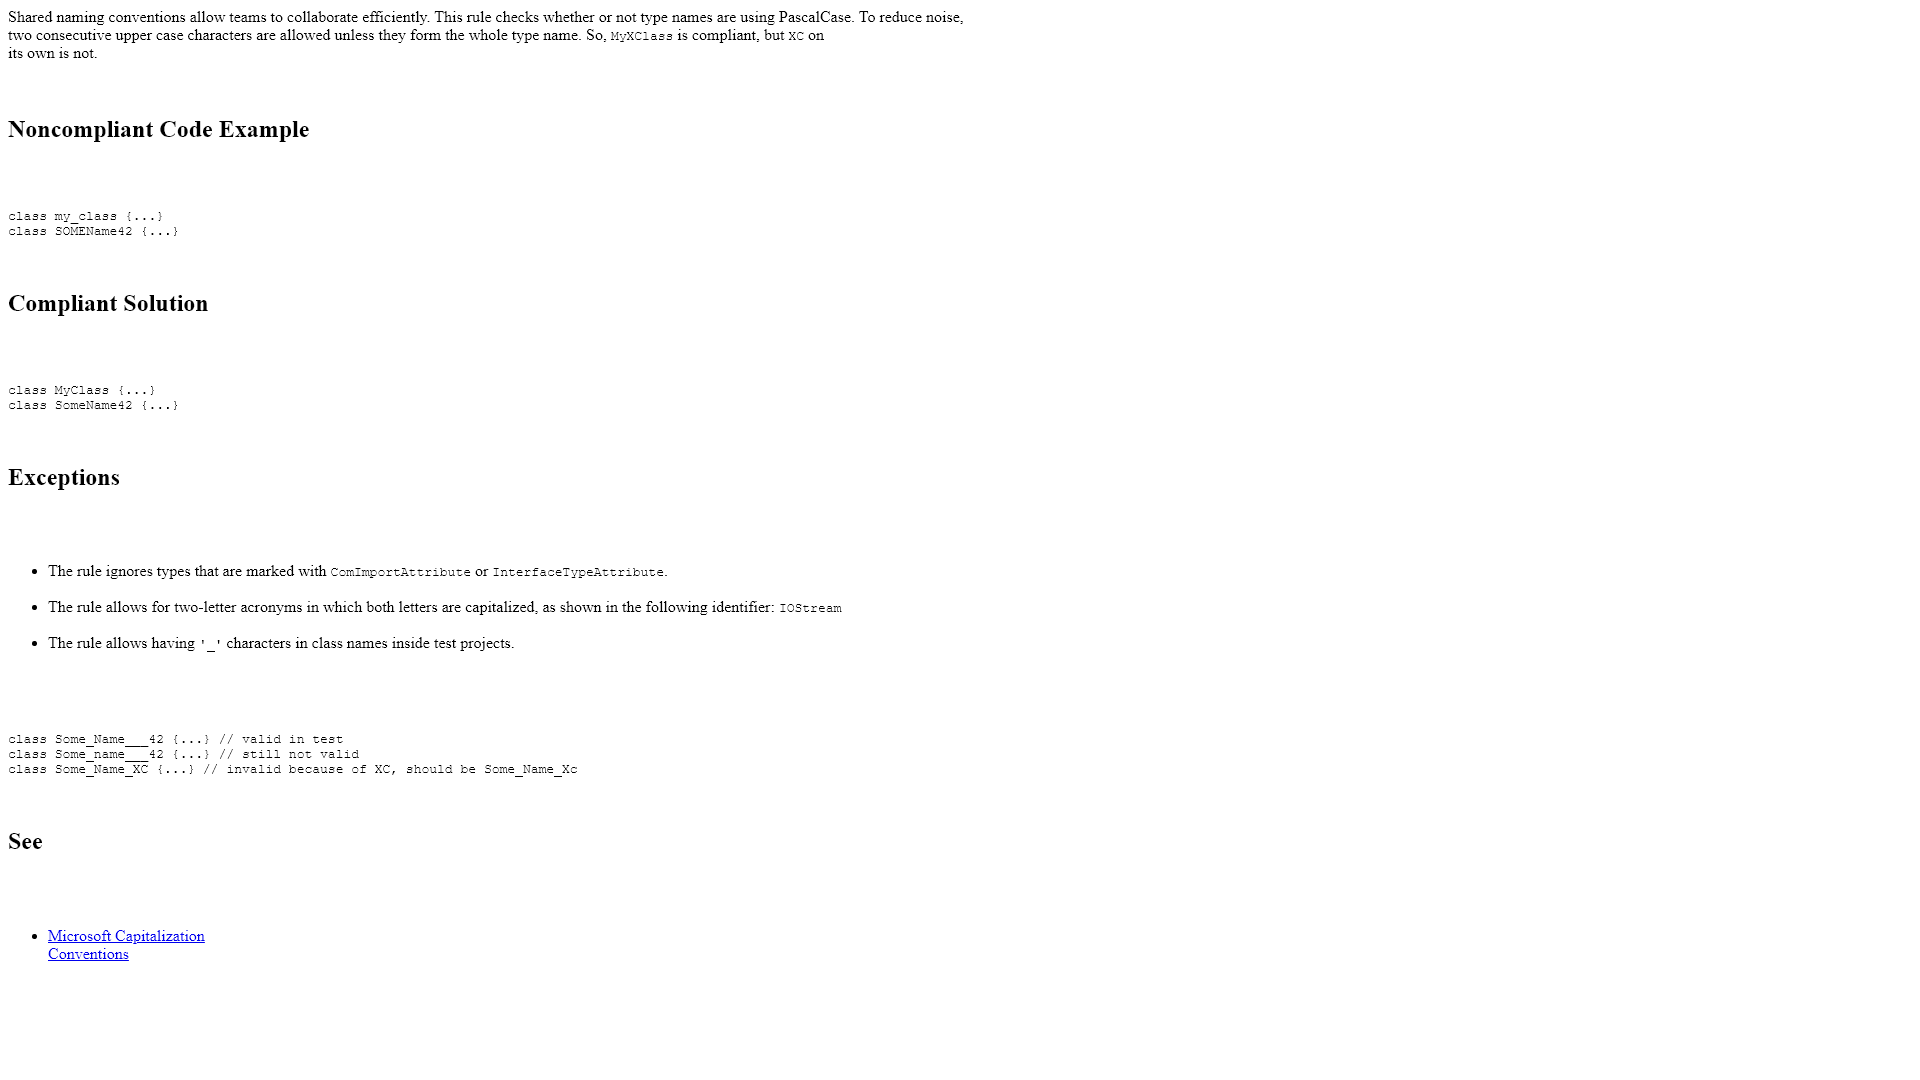 Shared naming conventions allow teams to collaborate efficiently. This rule checks whether or not type names are using PascalCase. To reduce noise,
two consecutive upper case characters are allowed unless they form the whole type name. So, MyXClass is compliant, but XC on
its own is not.
Noncompliant Code Example
class my_class {...}
class SOMEName42 {...}
Compliant Solution
class MyClass {...}
class SomeName42 {...}
Exceptions
• The rule ignores types that are marked with ComImportAttribute or InterfaceTypeAttribute.
• The rule allows for two-letter acronyms in which both letters are capitalized, as shown in the following identifier: IOStream
• The rule allows having '_' characters in class names inside test projects.
class Some_Name___42 {...} // valid in test
class Some_name___42 {...} // still not valid
class Some_Name_XC {...} // invalid because of XC, should be Some_Name_Xc
See
• Microsoft Capitalization
Conventions